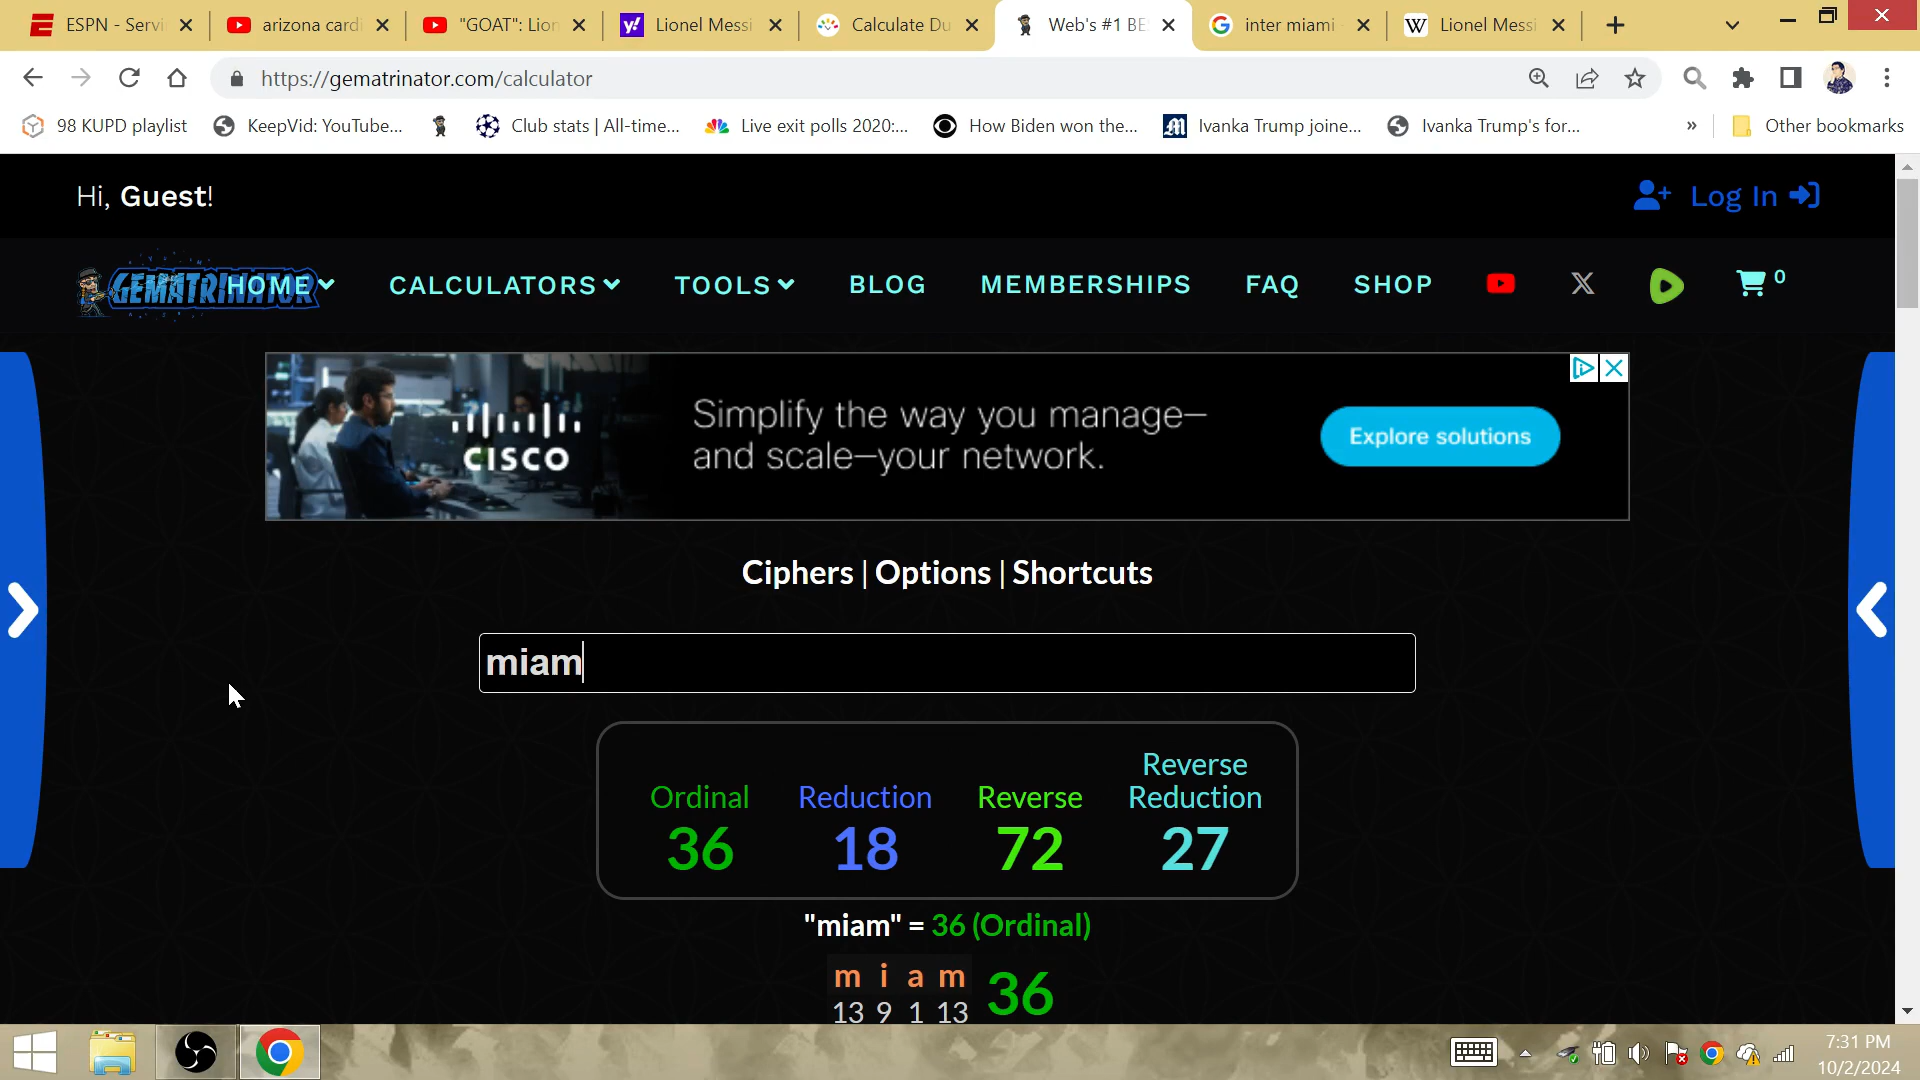 ESPN - Servi
arizona cardi
"GOAT": Lion
Lionel Messi
Calculate Du
Web's #1 BE
inter miami
Lionel Messi
https://gematrinator.com/calculator
98 KUPD playlist
KeepVid: YouTube...
Club stats | All-time...
Live exit polls 2020:...
How Biden won the...
Ivanka Trump joine...
Ivanka Trump's for...
»
Other bookmarks
Hi, Guest!
Log In
GEMATRINATOR
HOME
CALCULATORS
TOOLS
BLOG
MEMBERSHIPS
FAQ
SHOP
0
CISCO
Simplify the way you manage—
and scale—your network.
Explore solutions
Ciphers | Options | Shortcuts
miam
Ordinal
36
Reduction
18
Reverse
72
Reverse
Reduction
27
"miam" = 36 (Ordinal)
m i a m 36
13 9 1 13
7:31 PM
10/2/2024